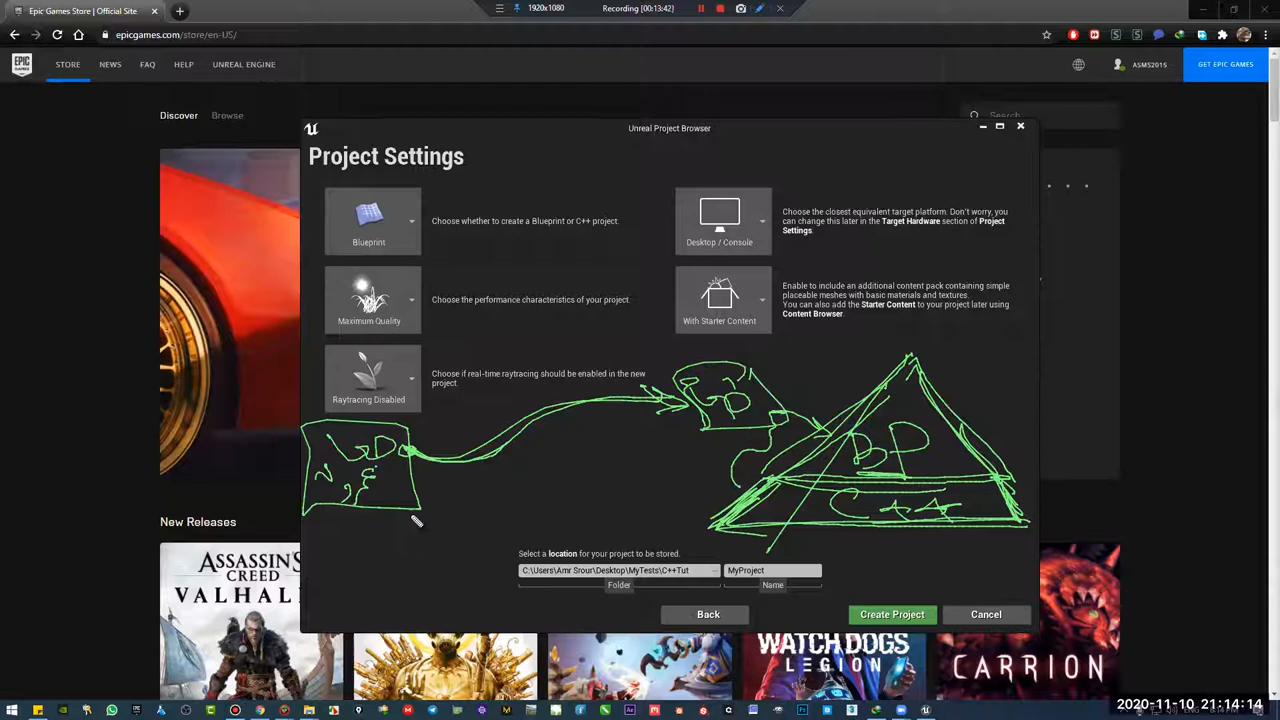 Epic Games Store | Official Site
1920x1080
Recording [00:13:42]
epicgames.com/store/en-US/
EPIC
GAMES
STORE
NEWS
FAQ
HELP
UNREAL ENGINE
ASMS2015
GET EPIC GAMES
Discover
Browse
Search
Unreal Project Browser
Project Settings
Blueprint
Choose whether to create a Blueprint or C++ project.
Desktop / Console
Choose the closest equivalent target platform. Don't worry, you
can change this later in the Target Hardware section of Project
Settings.
Maximum Quality
Choose the performance characteristics of your project.
With Starter Content
Enable to include an additional content pack containing simple
placeable meshes with basic materials and textures.
You can also add the Starter Content to your project later using
Content Browser.
Raytracing Disabled
Choose if real-time raytracing should be enabled in the new
project.
BP
C++
New Releases
Select a location for your project to be stored.
C:\Users\Amr Srour\Desktop\MyTests\C++Tut
MyProject
Folder
Name
Back
Create Project
Cancel
ASSASSIN'S
CREED
VALHALLA
WATCH DOGS
LEGION
CARRION
2020-11-10 21:14:14